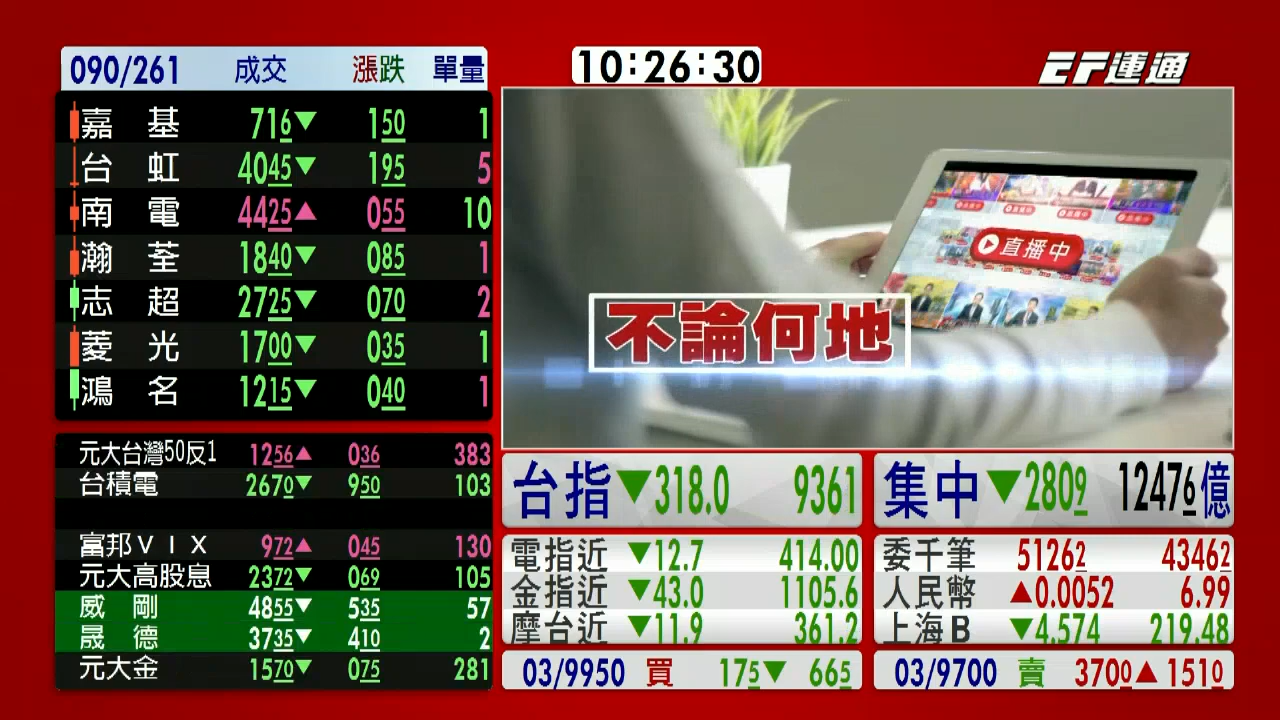 090/261 成交 漲跌 單量
10:26:30
EF運通
嘉基 716▼ 150 1
台虹 4045▼ 195 5
南電 4425▲ 055 10
瀚荃 1840▼ 085 1
志超 2725▼ 070 2
菱光 1700▼ 035 1
鴻名 1215▼ 040 1
直播中
不論何地
元大台灣50反1 1256▲ 036 383
台積電 2670▼ 950 103
富邦ＶＩＸ 972▲ 045 130
元大高股息 2372▼ 069 105
威剛 4855▼ 535 57
晟德 3735▼ 410 2
元大金 1570▼ 075 281
台指▼318.0 9361
集中▼2809 12476億
電指近 ▼12.7 414.00
金指近 ▼43.0 1105.6
摩台近 ▼11.9 361.2
委千筆 51262 43462
人民幣 ▲0.0052 6.99
上海B ▼4.574 219.48
03/9950 買 175▼ 665
03/9700 賣 3700▲ 1510